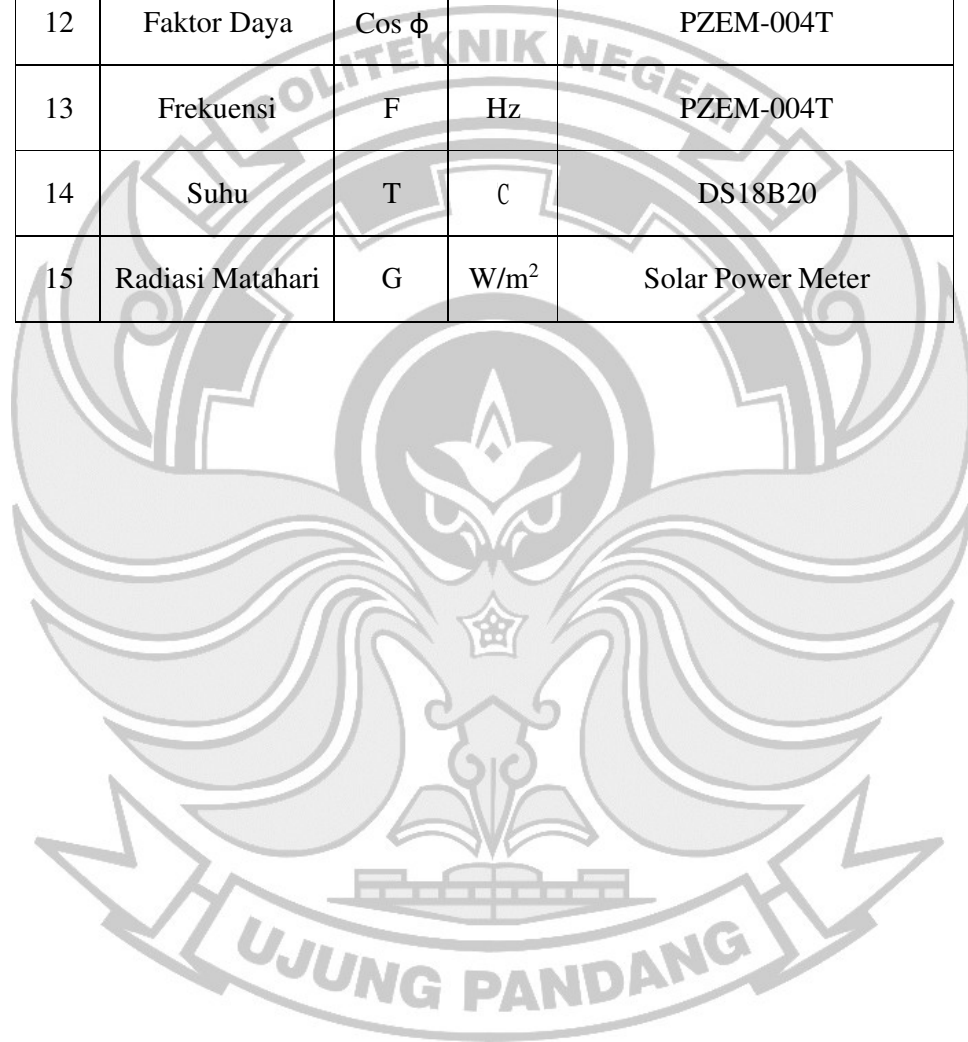 12 Faktor Daya Cos ϕ PZEM-004T
13 Frekuensi F Hz PZEM-004T
14 Suhu T C DS18B20
15 Radiasi Matahari G W/m² Solar Power Meter
POLITEKNIK NEGERI
UJUNG PANDANG